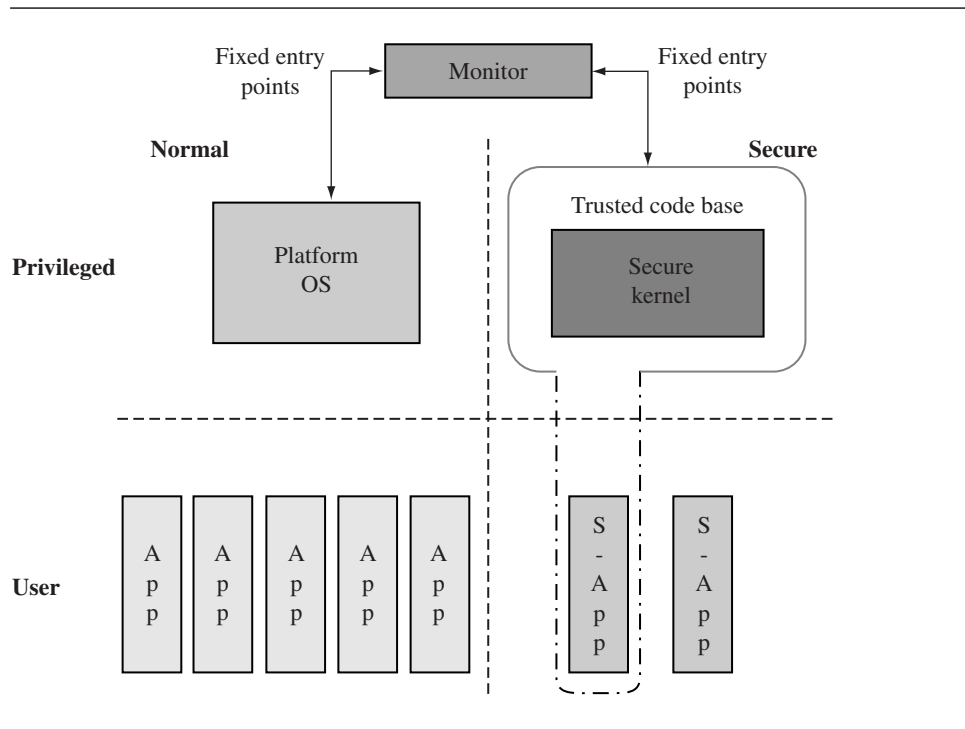 Fixed entry
points
Monitor
Fixed entry
points
Normal
Secure
Trusted code base
Privileged
Platform
OS
Secure
kernel
User
A
p
p
A
p
p
A
p
p
A
p
p
A
p
p
S
-
A
p
p
S
-
A
p
p